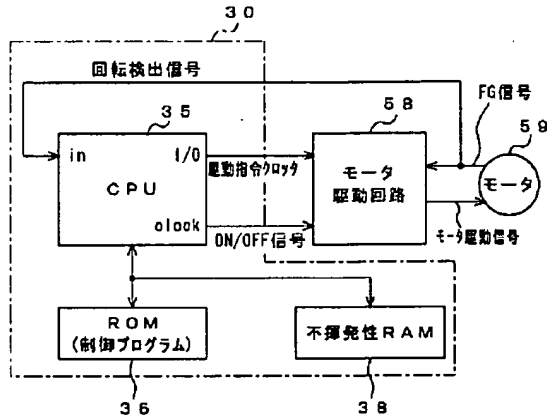 30
回転検出信号
FG信号
35
58
59
in
I/O
CPU
clock
駆動指令クロック
ON/OFF信号
モータ
駆動回路
モータ
モータ駆動信号
ROM
(制御プログラム)
不揮発性RAM
36
38